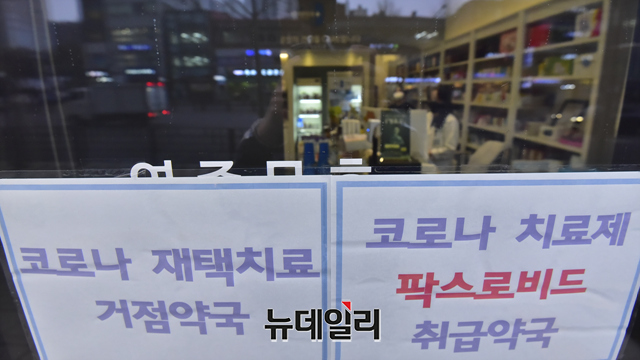 코로나 재택치료
거점약국
코로나 치료제
팍스로비드
취급약국
뉴데일리